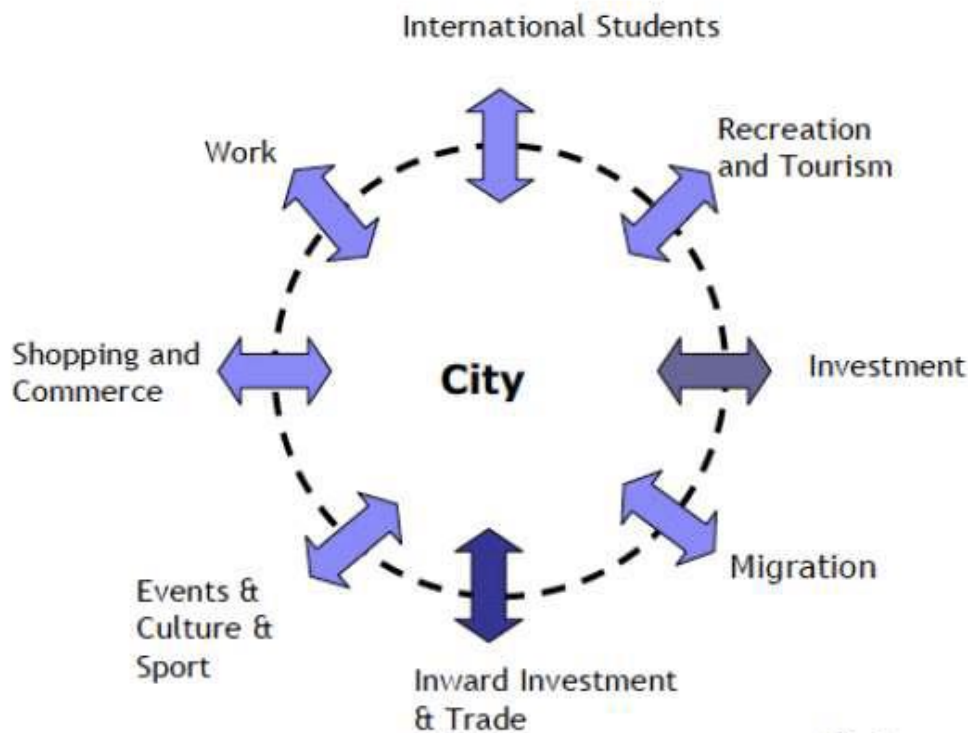 International Students
Work
Recreation
and Tourism
Shopping and
Commerce
City
Investment
Events &
Culture &
Sport
Migration
Inward Investment
& Trade